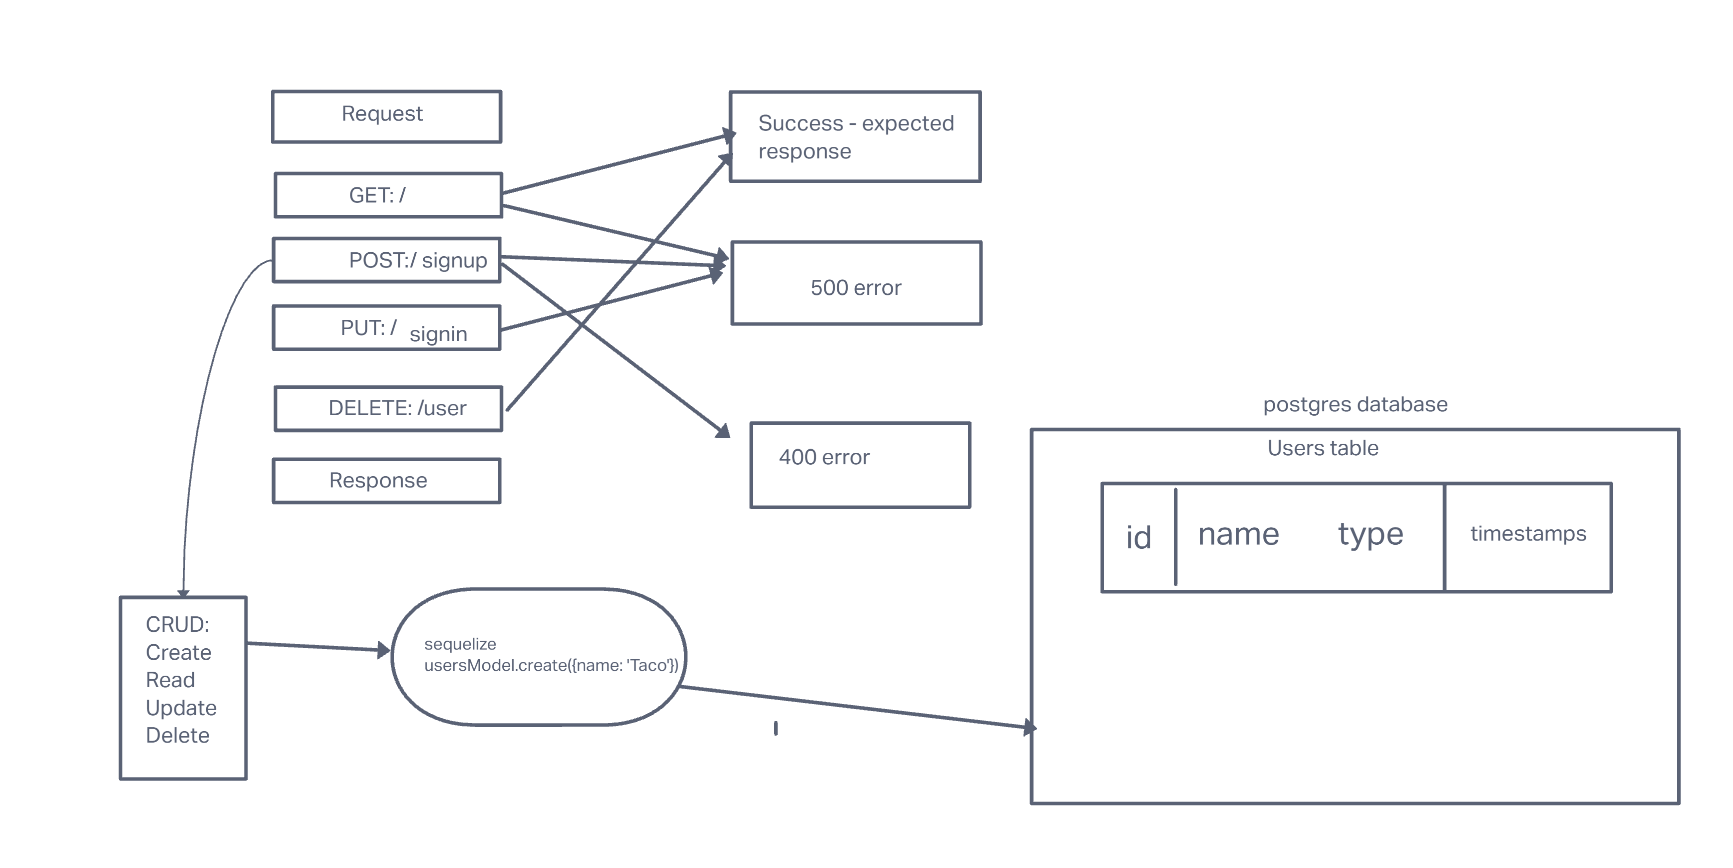 Request
GET: /
POST:/ signup
PUT: / signin
DELETE: /user
Response
Success - expected
response
500 error
400 error
postgres database
Users table
id name type timestamps
CRUD:
Create
Read
Update
Delete
sequelize
usersModel.create({name: 'Taco'})